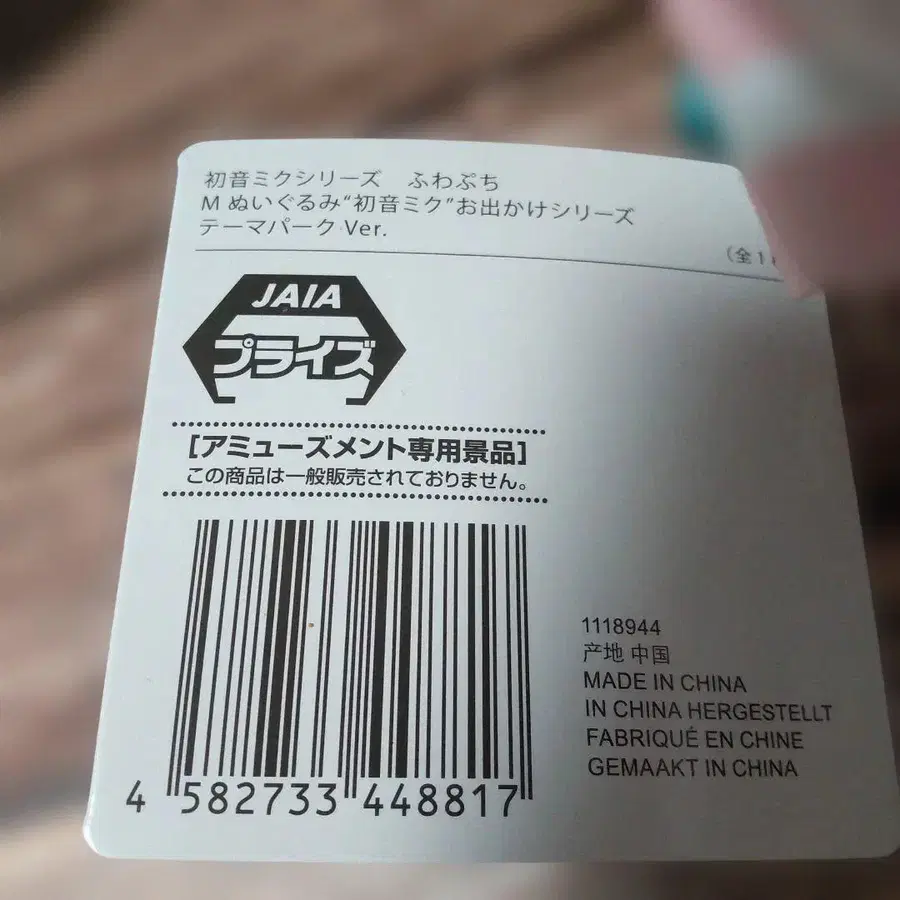 初音ミクシリーズ　ふわぷち
M ぬいぐるみ“初音ミク”お出かけシリーズ
テーマパーク Ver.
（全1
JAIA
プライズ
[アミューズメント専用景品]
この商品は一般販売されておりません。
1118944
产地 中国
MADE IN CHINA
IN CHINA HERGESTELLT
FABRIQUÉ EN CHINE
GEMAAKT IN CHINA
4 582733 448817